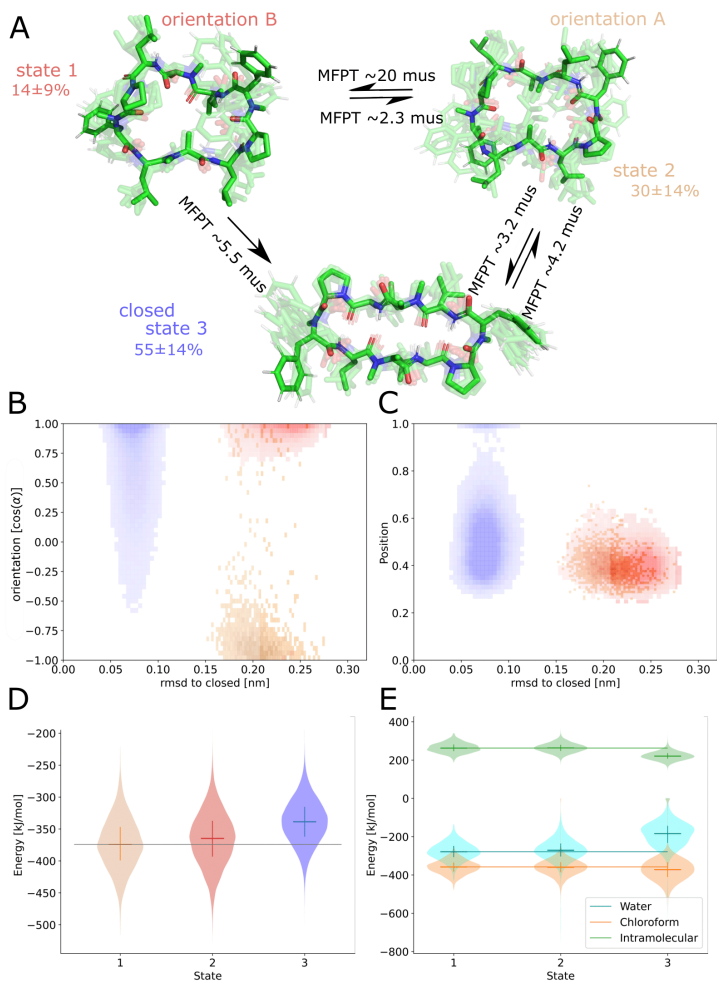 A
orientation B
orientation A
state 1
14±9%
MFPT ~20 mus
MFPT ~2.3 mus
state 2
30±14%
MFPT ~5.5 mus
MFPT ~3.2 mus
MFPT ~4.2 mus
closed
state 3
55±14%
B
1.00
0.75
0.50
0.25
0.00
−0.25
−0.50
−0.75
−1.00
orientation [cos(α)]
0.00 0.05 0.10 0.15 0.20 0.25 0.30
rmsd to closed [nm]
C
1.0
0.8
0.6
0.4
0.2
0.0
Position
0.00 0.05 0.10 0.15 0.20 0.25 0.30
rmsd to closed [nm]
D
−200
−250
−300
−350
−400
−450
−500
Energy [kJ/mol]
1 2 3
State
E
400
200
0
−200
−400
−600
−800
Energy [kJ/mol]
Water
Chloroform
Intramolecular
1 2 3
State